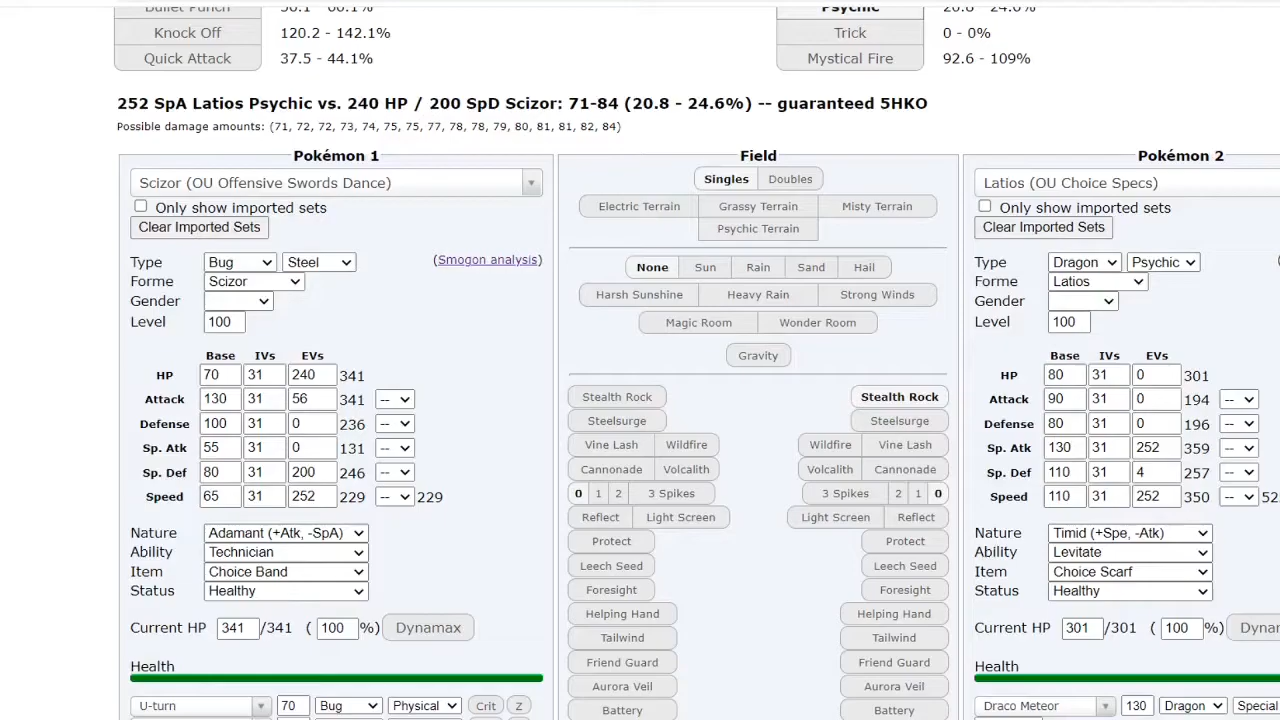 Bullet Punch 56.1 - 66.1% Psychic 20.8 - 24.6%
Knock Off 120.2 - 142.1% Trick 0 - 0%
Quick Attack 37.5 - 44.1% Mystical Fire 92.6 - 109%
252 SpA Latios Psychic vs. 240 HP / 200 SpD Scizor: 71-84 (20.8 - 24.6%) -- guaranteed 5HKO
Possible damage amounts: (71, 72, 72, 73, 74, 75, 75, 77, 78, 78, 79, 80, 81, 81, 82, 84)
Pokémon 1
Scizor (OU Offensive Swords Dance)
Only show imported sets
Clear Imported Sets
Type Bug Steel (Smogon analysis)
Forme Scizor
Gender
Level 100
Base IVs EVs
HP 70 31 240 341
Attack 130 31 56 341 --
Defense 100 31 0 236 --
Sp. Atk 55 31 0 131 --
Sp. Def 80 31 200 246 --
Speed 65 31 252 229 -- 229
Nature Adamant (+Atk, -SpA)
Ability Technician
Item Choice Band
Status Healthy
Current HP 341 /341 ( 100 %) Dynamax
Health
U-turn 70 Bug Physical Crit Z
Field
Singles Doubles
Electric Terrain Grassy Terrain Misty Terrain
Psychic Terrain
None Sun Rain Sand Hail
Harsh Sunshine Heavy Rain Strong Winds
Magic Room Wonder Room
Gravity
Stealth Rock Stealth Rock
Steelsurge Steelsurge
Vine Lash Wildfire Wildfire Vine Lash
Cannonade Volcalith Volcalith Cannonade
0 1 2 3 Spikes 3 Spikes 2 1 0
Reflect Light Screen Light Screen Reflect
Protect Protect
Leech Seed Leech Seed
Foresight Foresight
Helping Hand Helping Hand
Tailwind Tailwind
Friend Guard Friend Guard
Aurora Veil Aurora Veil
Battery Battery
Pokémon 2
Latios (OU Choice Specs)
Only show imported sets
Clear Imported Sets
Type Dragon Psychic (
Forme Latios
Gender
Level 100
Base IVs EVs
HP 80 31 0 301
Attack 90 31 0 194 --
Defense 80 31 0 196 --
Sp. Atk 130 31 252 359 --
Sp. Def 110 31 4 257 --
Speed 110 31 252 350 -- 52
Nature Timid (+Spe, -Atk)
Ability Levitate
Item Choice Scarf
Status Healthy
Current HP 301 /301 ( 100 %) Dynam
Health
Draco Meteor 130 Dragon Special